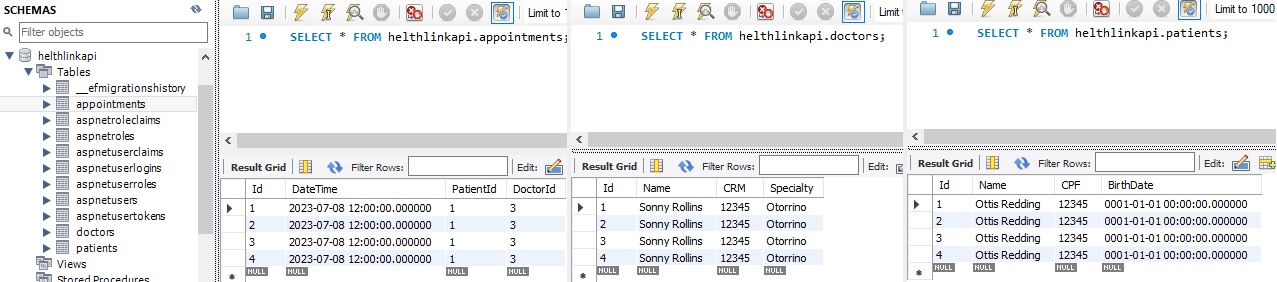 SCHEMAS
Filter objects
helthlinkapi
Tables
__efmigrationshistory
appointments
aspnetroleclaims
aspnetroles
aspnetuserclaims
aspnetuserlogins
aspnetuserroles
aspnetusers
aspnetusertokens
doctors
patients
Views
Stored Procedures
Limit to
1 SELECT * FROM helthlinkapi.appointments;
Result Grid Filter Rows: Edit:
Id DateTime PatientId DoctorId
1 2023-07-08 12:00:00.000000 1 3
2 2023-07-08 12:00:00.000000 1 3
3 2023-07-08 12:00:00.000000 1 3
4 2023-07-08 12:00:00.000000 1 3
NULL NULL NULL NULL
Limit to
1 SELECT * FROM helthlinkapi.doctors;
Result Grid Filter Rows: Edit:
Id Name CRM Specialty
1 Sonny Rollins 12345 Otorrino
2 Sonny Rollins 12345 Otorrino
3 Sonny Rollins 12345 Otorrino
4 Sonny Rollins 12345 Otorrino
NULL NULL NULL NULL
Limit to 1000
1 SELECT * FROM helthlinkapi.patients;
Result Grid Filter Rows: Edit:
Id Name CPF BirthDate
1 Ottis Redding 12345 0001-01-01 00:00:00.000000
2 Ottis Redding 12345 0001-01-01 00:00:00.000000
3 Ottis Redding 12345 0001-01-01 00:00:00.000000
4 Ottis Redding 12345 0001-01-01 00:00:00.000000
NULL NULL NULL NULL